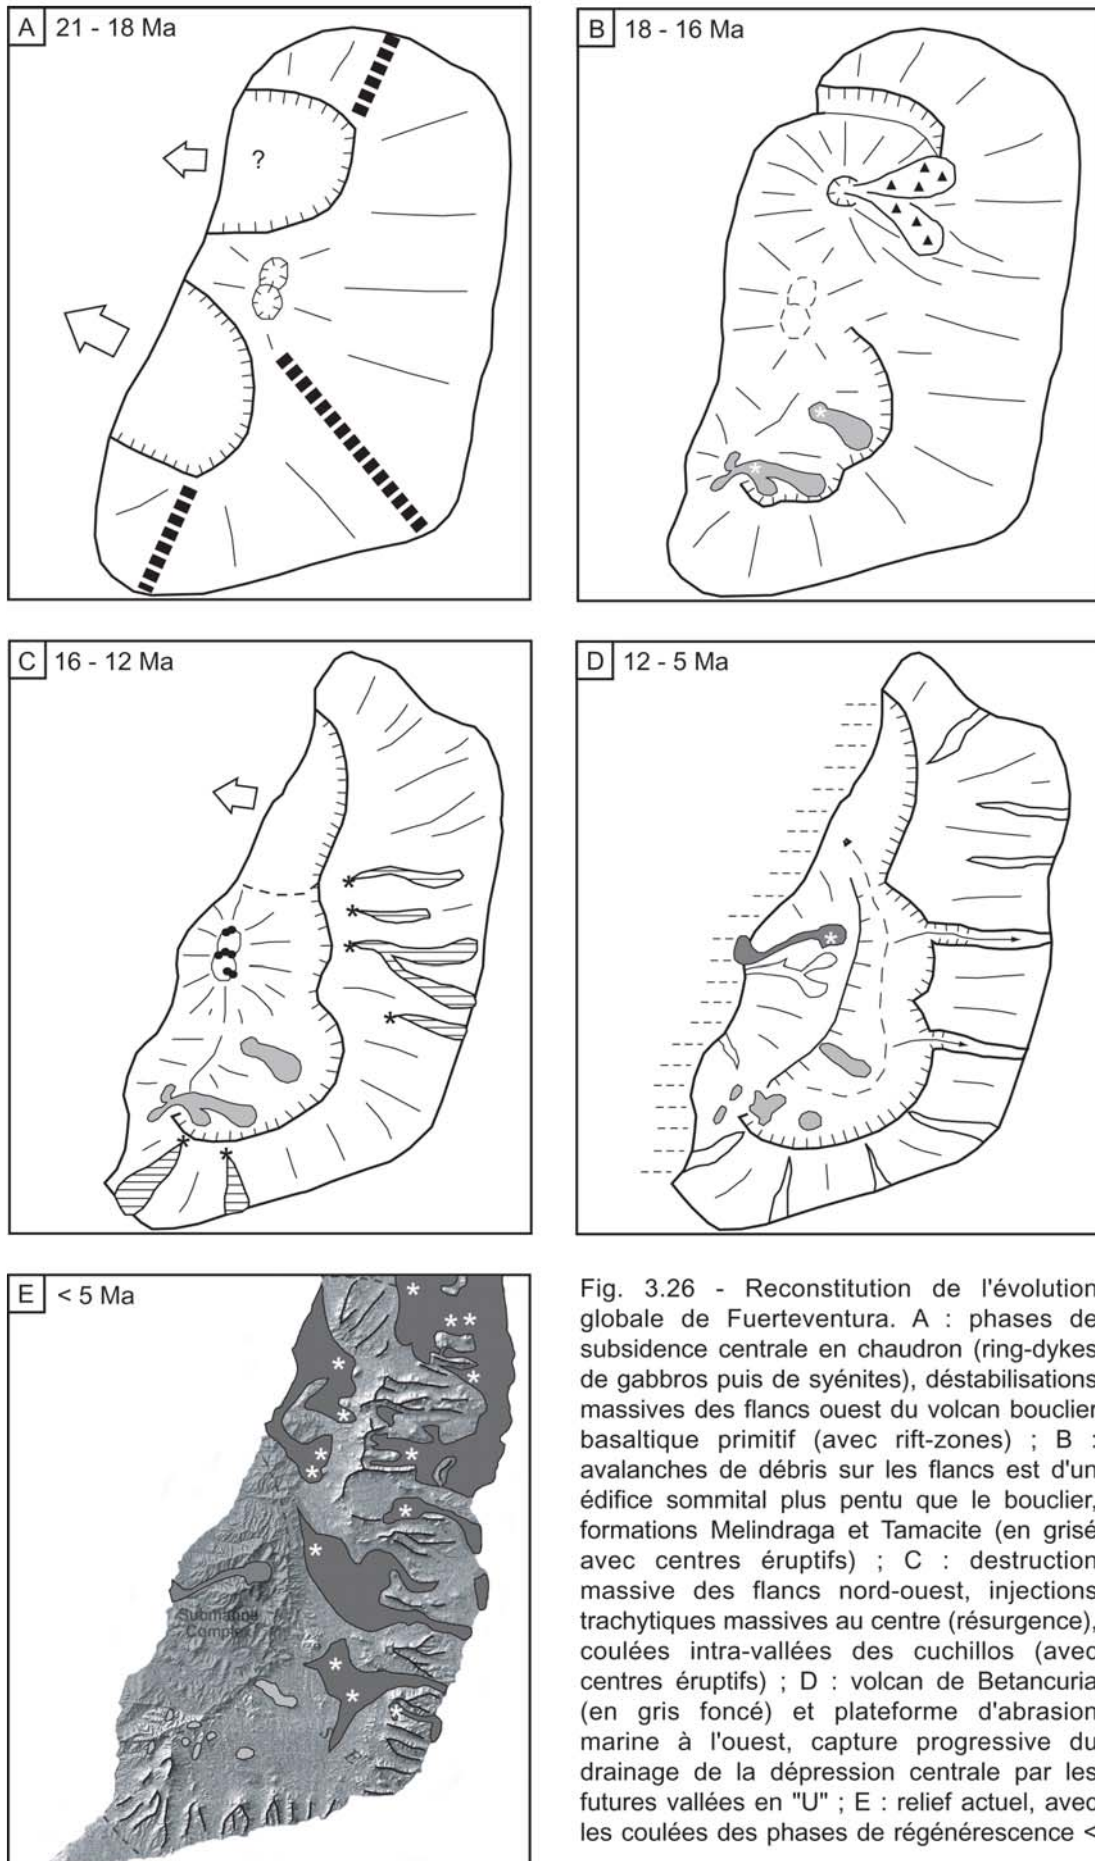 A 21 - 18 Ma
?
B 18 - 16 Ma
C 16 - 12 Ma
D 12 - 5 Ma
E < 5 Ma
Submarine
Complex
Fig. 3.26 - Reconstitution de l'évolution
globale de Fuerteventura. A : phases de
subsidence centrale en chaudron (ring-dykes
de gabbros puis de syénites), déstabilisations
massives des flancs ouest du volcan bouclier
basaltique primitif (avec rift-zones) ; B :
avalanches de débris sur les flancs est d'un
édifice sommital plus pentu que le bouclier,
formations Melindraga et Tamacite (en grisé
avec centres éruptifs) ; C : destruction
massive des flancs nord-ouest, injections
trachytiques massives au centre (résurgence),
coulées intra-vallées des cuchillos (avec
centres éruptifs) ; D : volcan de Betancuria
(en gris foncé) et plateforme d'abrasion
marine à l'ouest, capture progressive du
drainage de la dépression centrale par les
futures vallées en "U" ; E : relief actuel, avec
les coulées des phases de régénérescence <